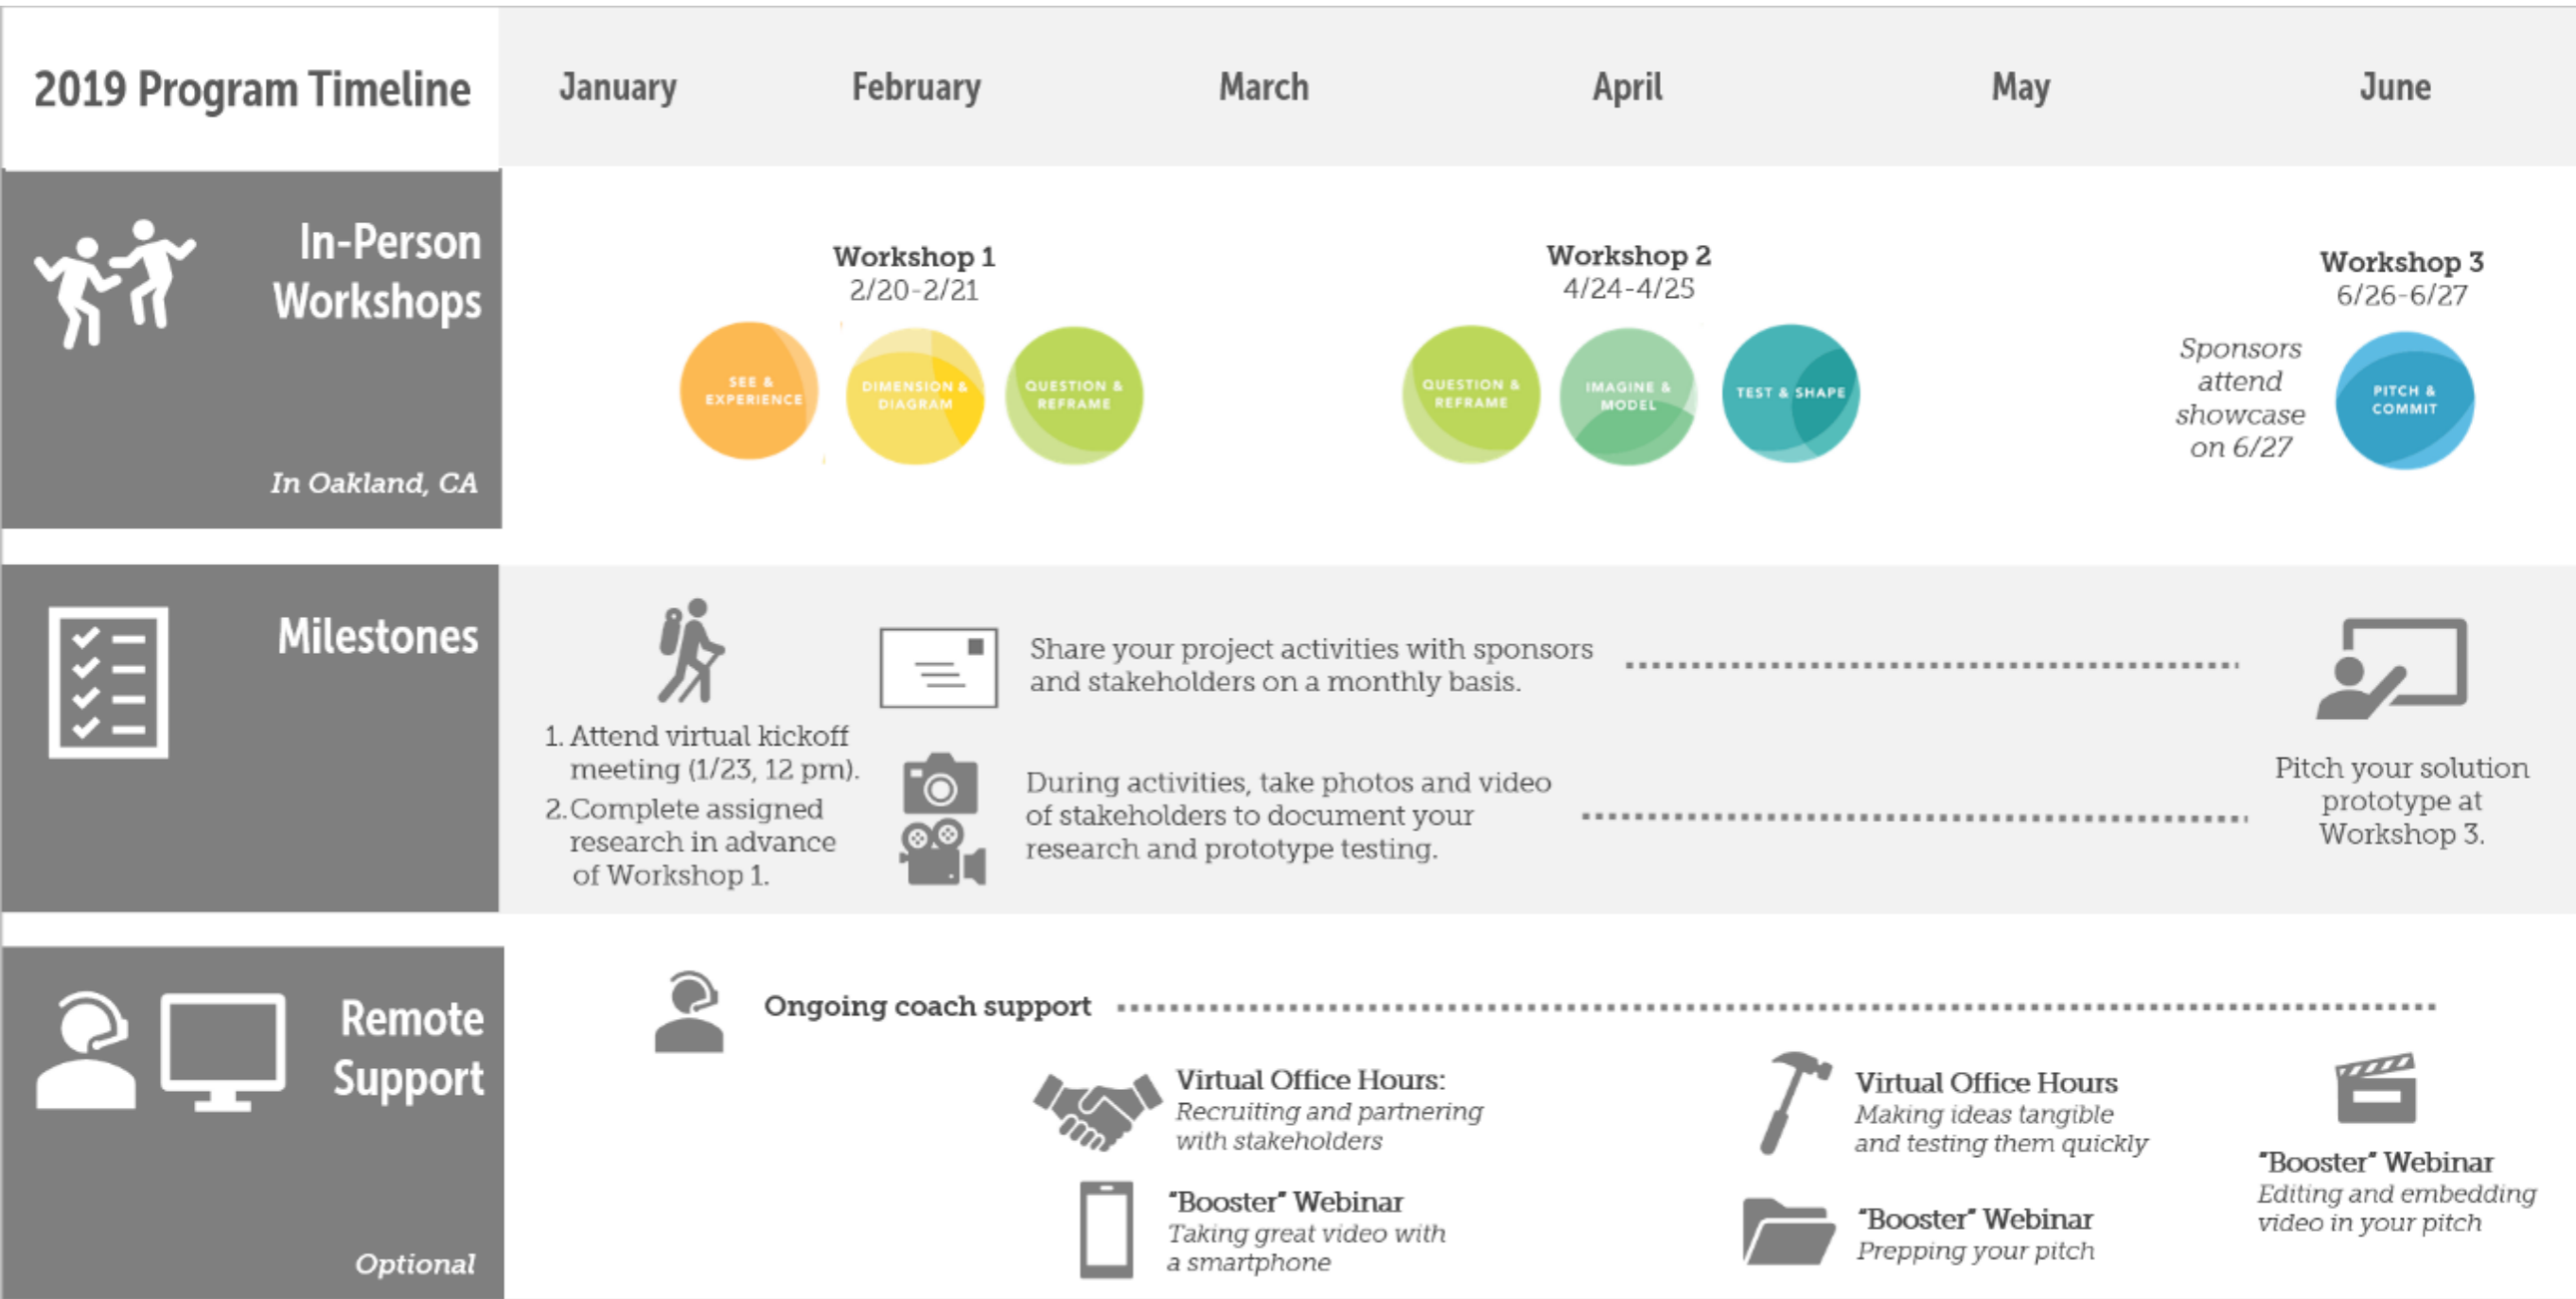 2019 Program Timeline
January
February
March
April
May
June
In-Person
Workshops
In Oakland, CA
Workshop 1
2/20-2/21
SEE &
EXPERIENCE
DIMENSION &
DIAGRAM
QUESTION &
REFRAME
Workshop 2
4/24-4/25
QUESTION &
REFRAME
IMAGINE &
MODEL
TEST & SHAPE
Workshop 3
6/26-6/27
Sponsors
attend
showcase
on 6/27
PITCH &
COMMIT
Milestones
1. Attend virtual kickoff
meeting (1/23, 12 pm).
2. Complete assigned
research in advance
of Workshop 1.
Share your project activities with sponsors
and stakeholders on a monthly basis.
During activities, take photos and video
of stakeholders to document your
research and prototype testing.
Pitch your solution
prototype at
Workshop 3.
Remote
Support
Optional
Ongoing coach support
Virtual Office Hours:
Recruiting and partnering
with stakeholders
"Booster" Webinar
Taking great video with
a smartphone
Virtual Office Hours
Making ideas tangible
and testing them quickly
"Booster" Webinar
Prepping your pitch
"Booster" Webinar
Editing and embedding
video in your pitch